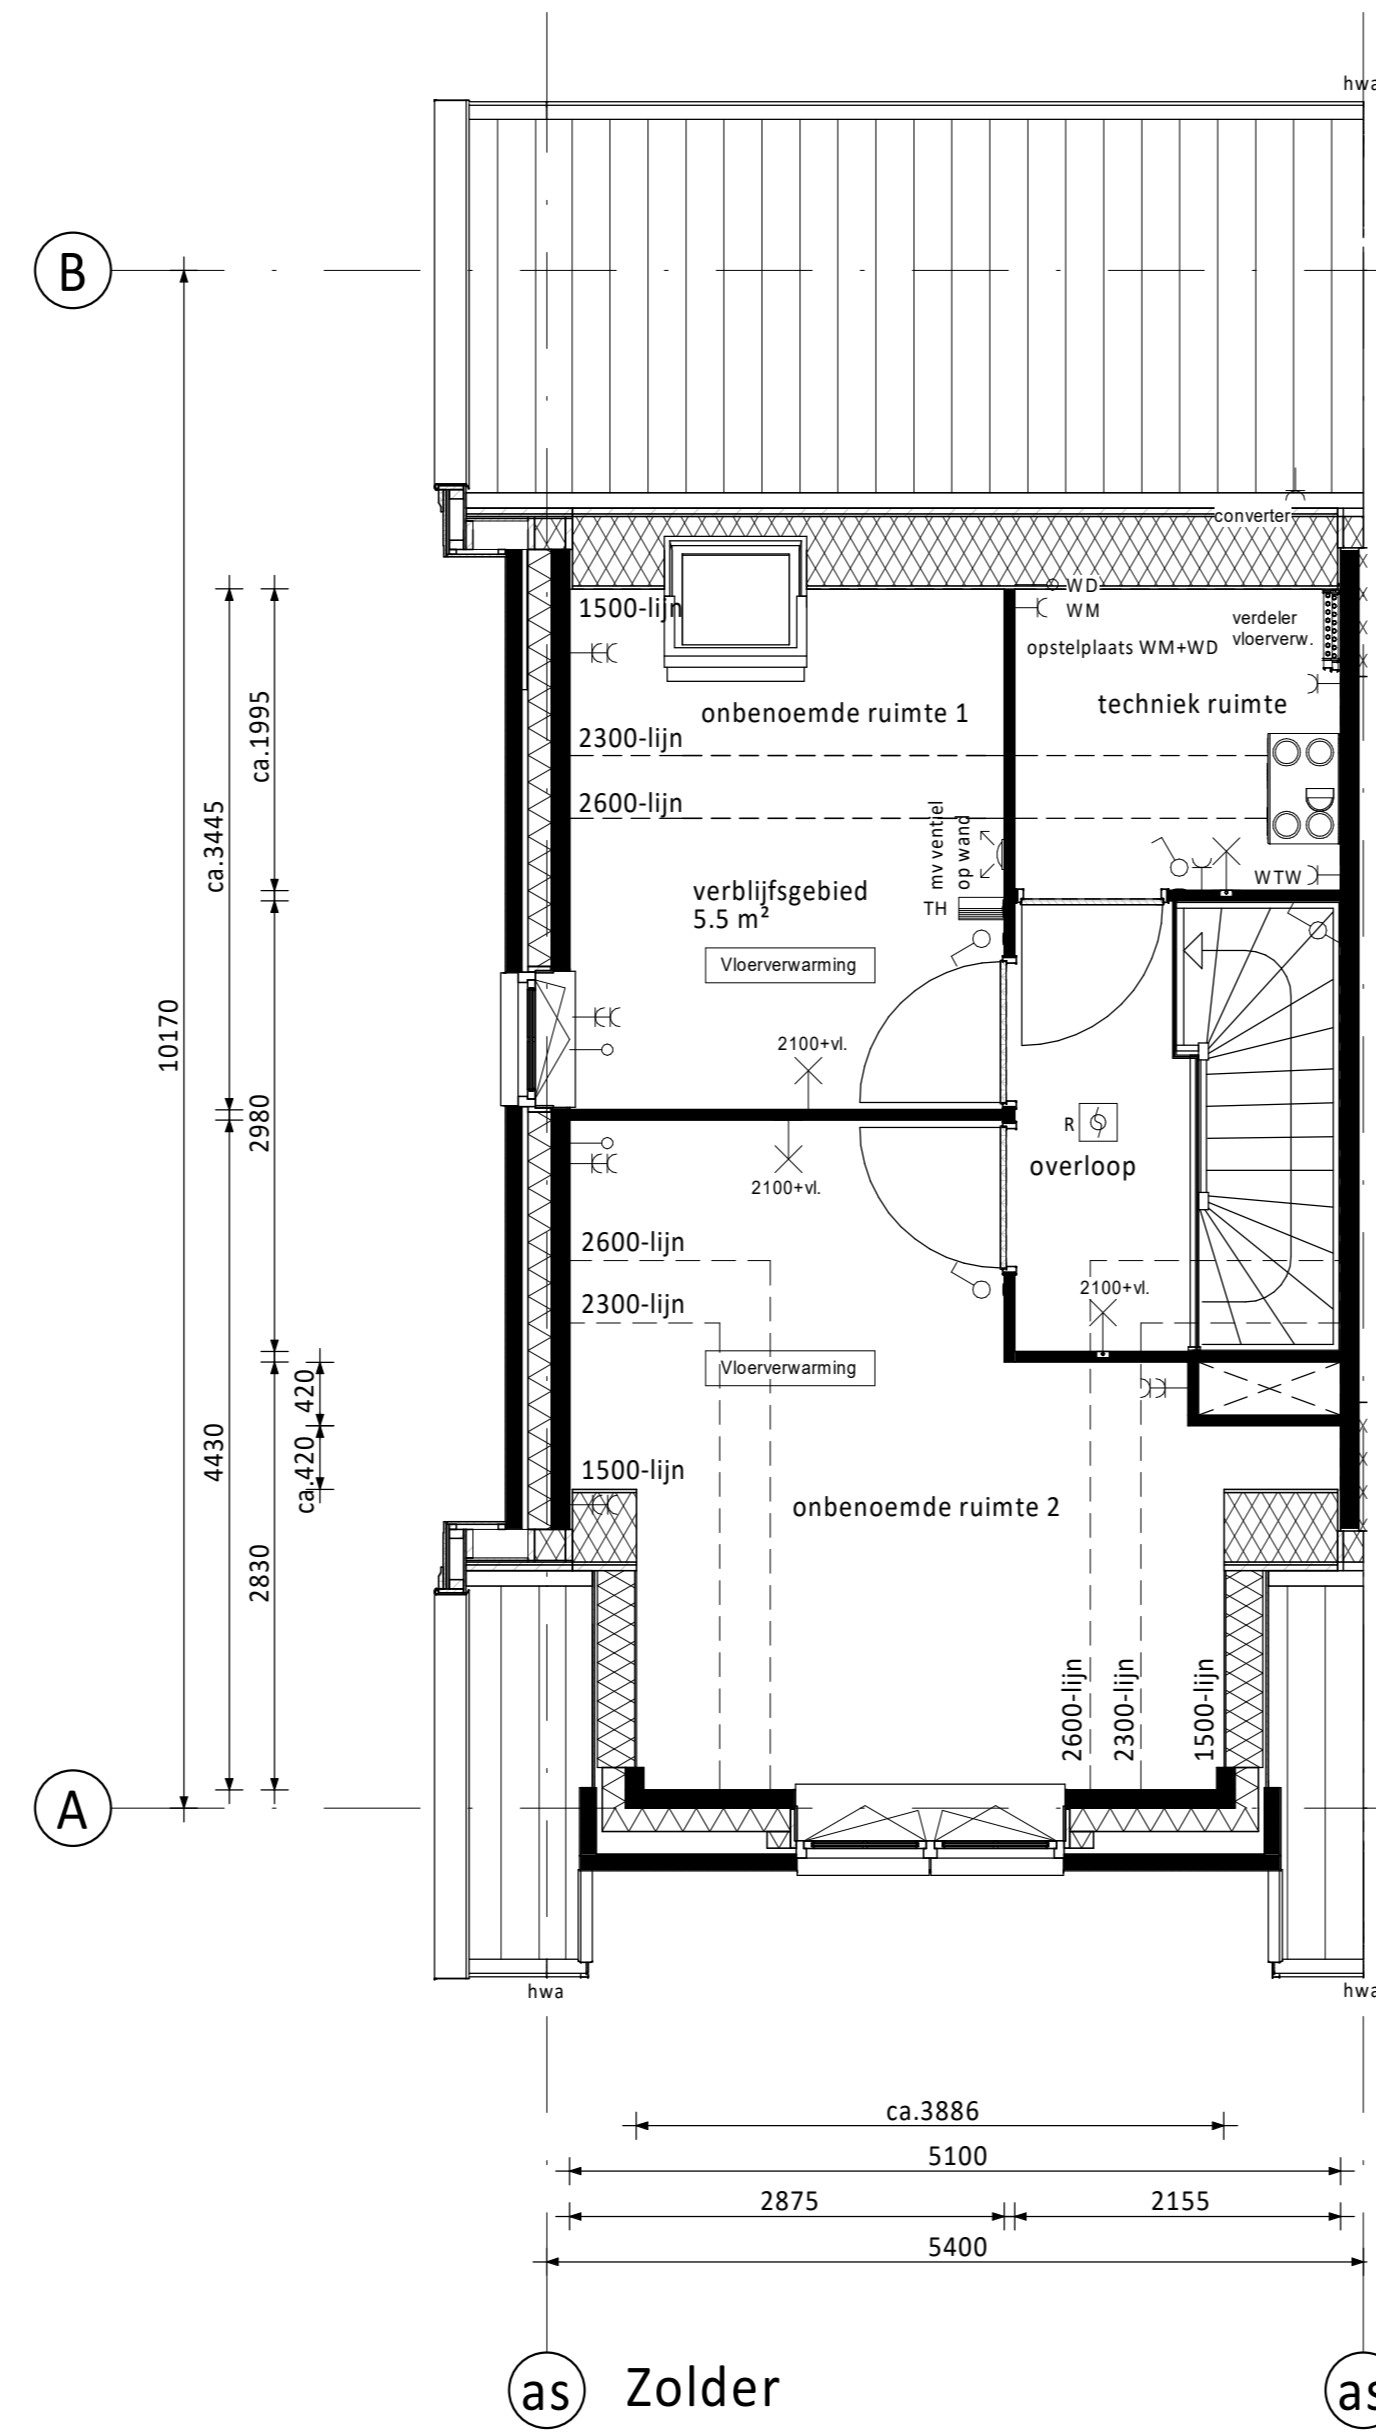 hwa
B
converter
WD
WM
1500-lijn
verdeler
vloerverw.
opstelplaats WM+WD
techniek ruimte
onbenoemde ruimte 1
2300-lijn
2600-lijn
ca.1995
ca.3445
mv ventiel
op wand
WTW
verblijfsgebied
5.5 m²
TH
Vloerverwarming
10170
2100+vl.
2980
R
overloop
2100+vl.
2600-lijn
2100+vl.
2300-lijn
Vloerverwarming
420
4430
ca.420
1500-lijn
onbenoemde ruimte 2
2830
2600-lijn
2300-lijn
1500-lijn
A
hwa
hwa
ca.3886
5100
2875
2155
5400
as
Zolder
as